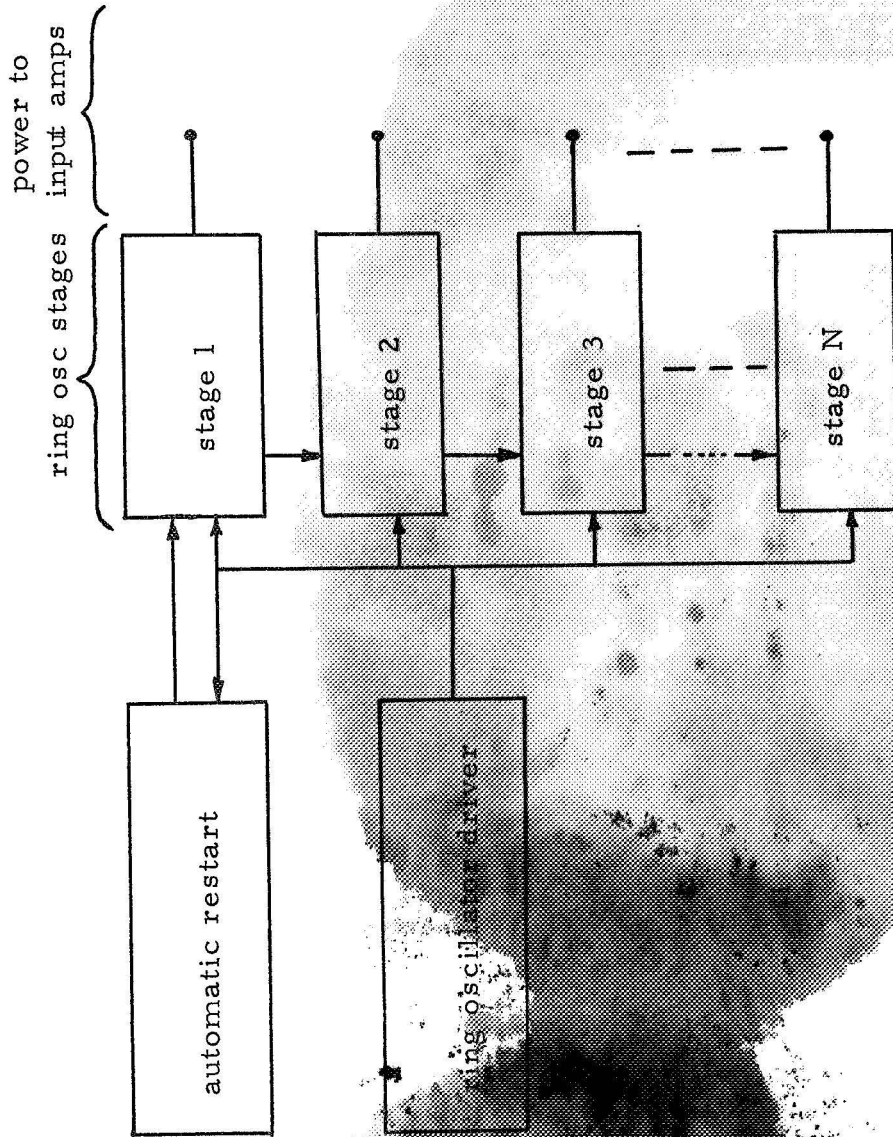 power to
input amps
ring osc stages
stage 1
stage 2
stage 3
stage N
automatic restart
ring oscillator driver